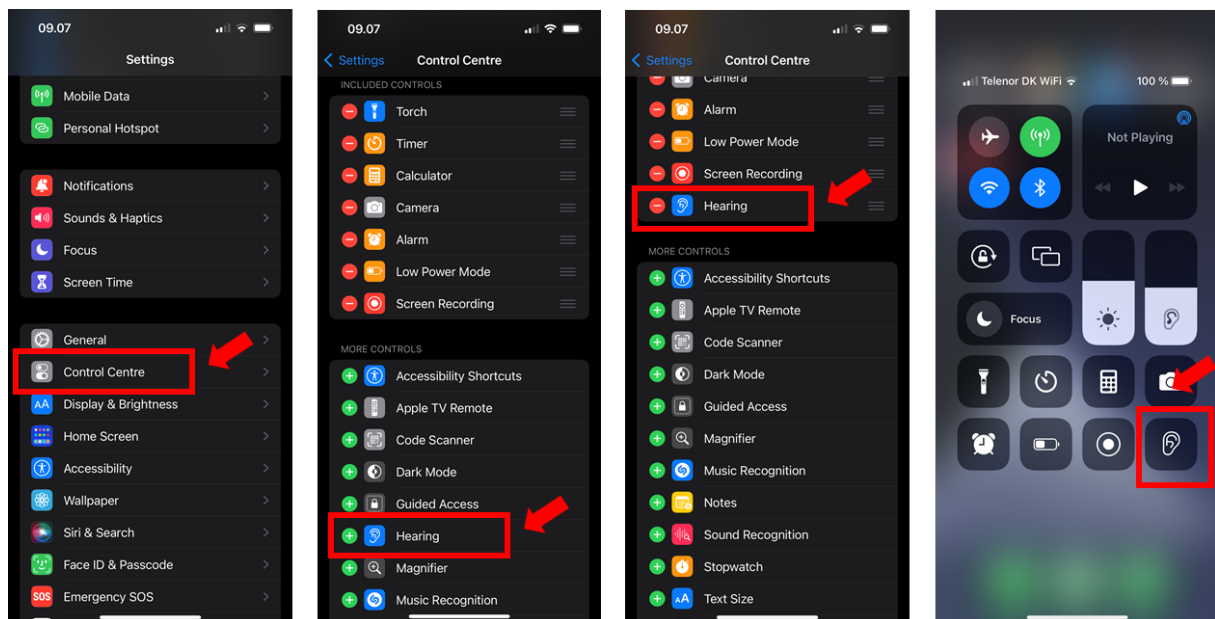 09.07
Settings
Mobile Data
Personal Hotspot
Notifications
Sounds & Haptics
Focus
Screen Time
General
Control Centre
AA Display & Brightness
Home Screen
Accessibility
Wallpaper
Siri & Search
Face ID & Passcode
SOS Emergency SOS
09.07
Settings Control Centre
INCLUDED CONTROLS
Torch
Timer
Calculator
Camera
Alarm
Low Power Mode
Screen Recording
MORE CONTROLS
Accessibility Shortcuts
Apple TV Remote
Code Scanner
Dark Mode
Guided Access
Hearing
Magnifier
Music Recognition
09.07
Settings Control Centre
Camera
Alarm
Low Power Mode
Screen Recording
Hearing
MORE CONTROLS
Accessibility Shortcuts
Apple TV Remote
Code Scanner
Dark Mode
Guided Access
Magnifier
Music Recognition
Notes
Sound Recognition
Stopwatch
AA Text Size
Telenor DK WiFi 100 %
Not Playing
Focus